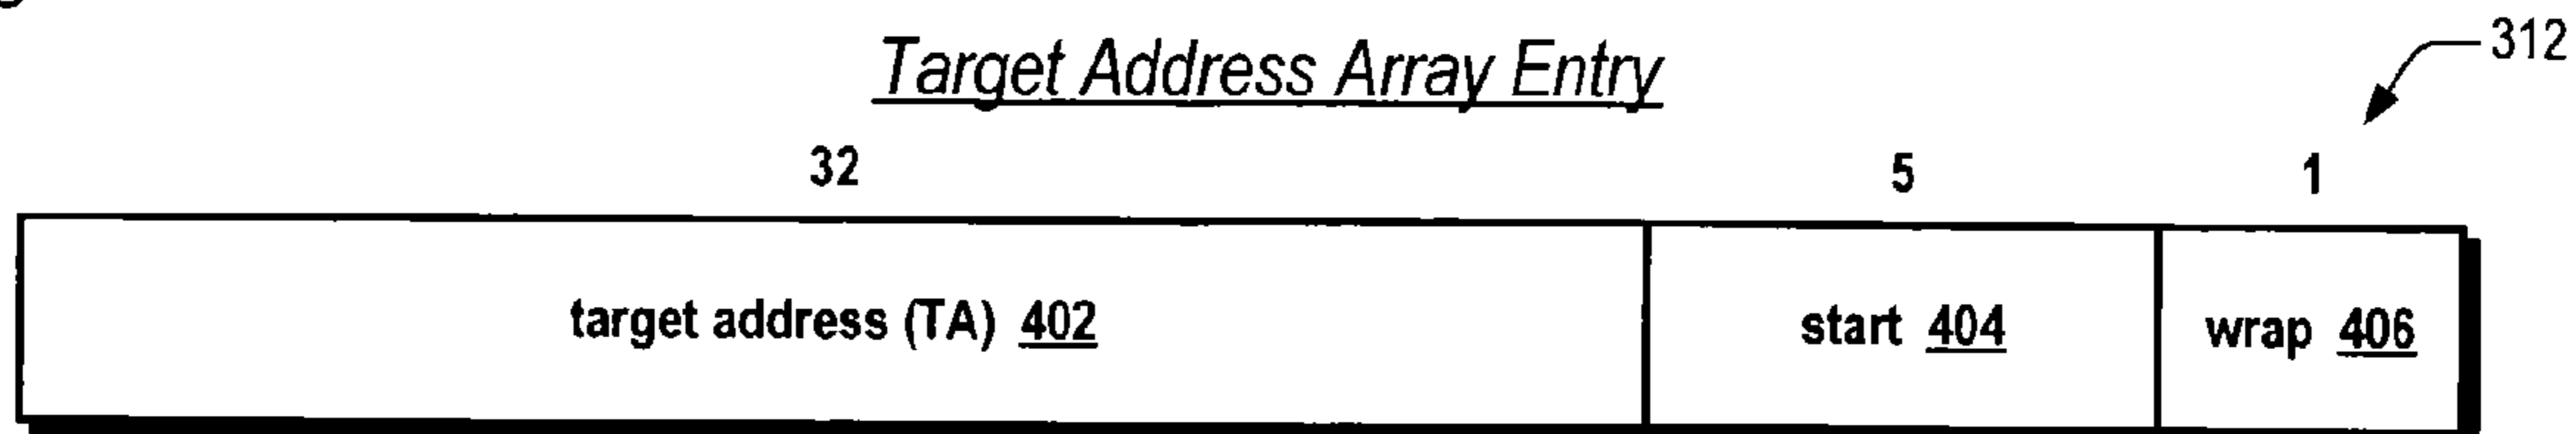 312
Target Address Array Entry
32 5 1
target address (TA) 402 start 404 wrap 406